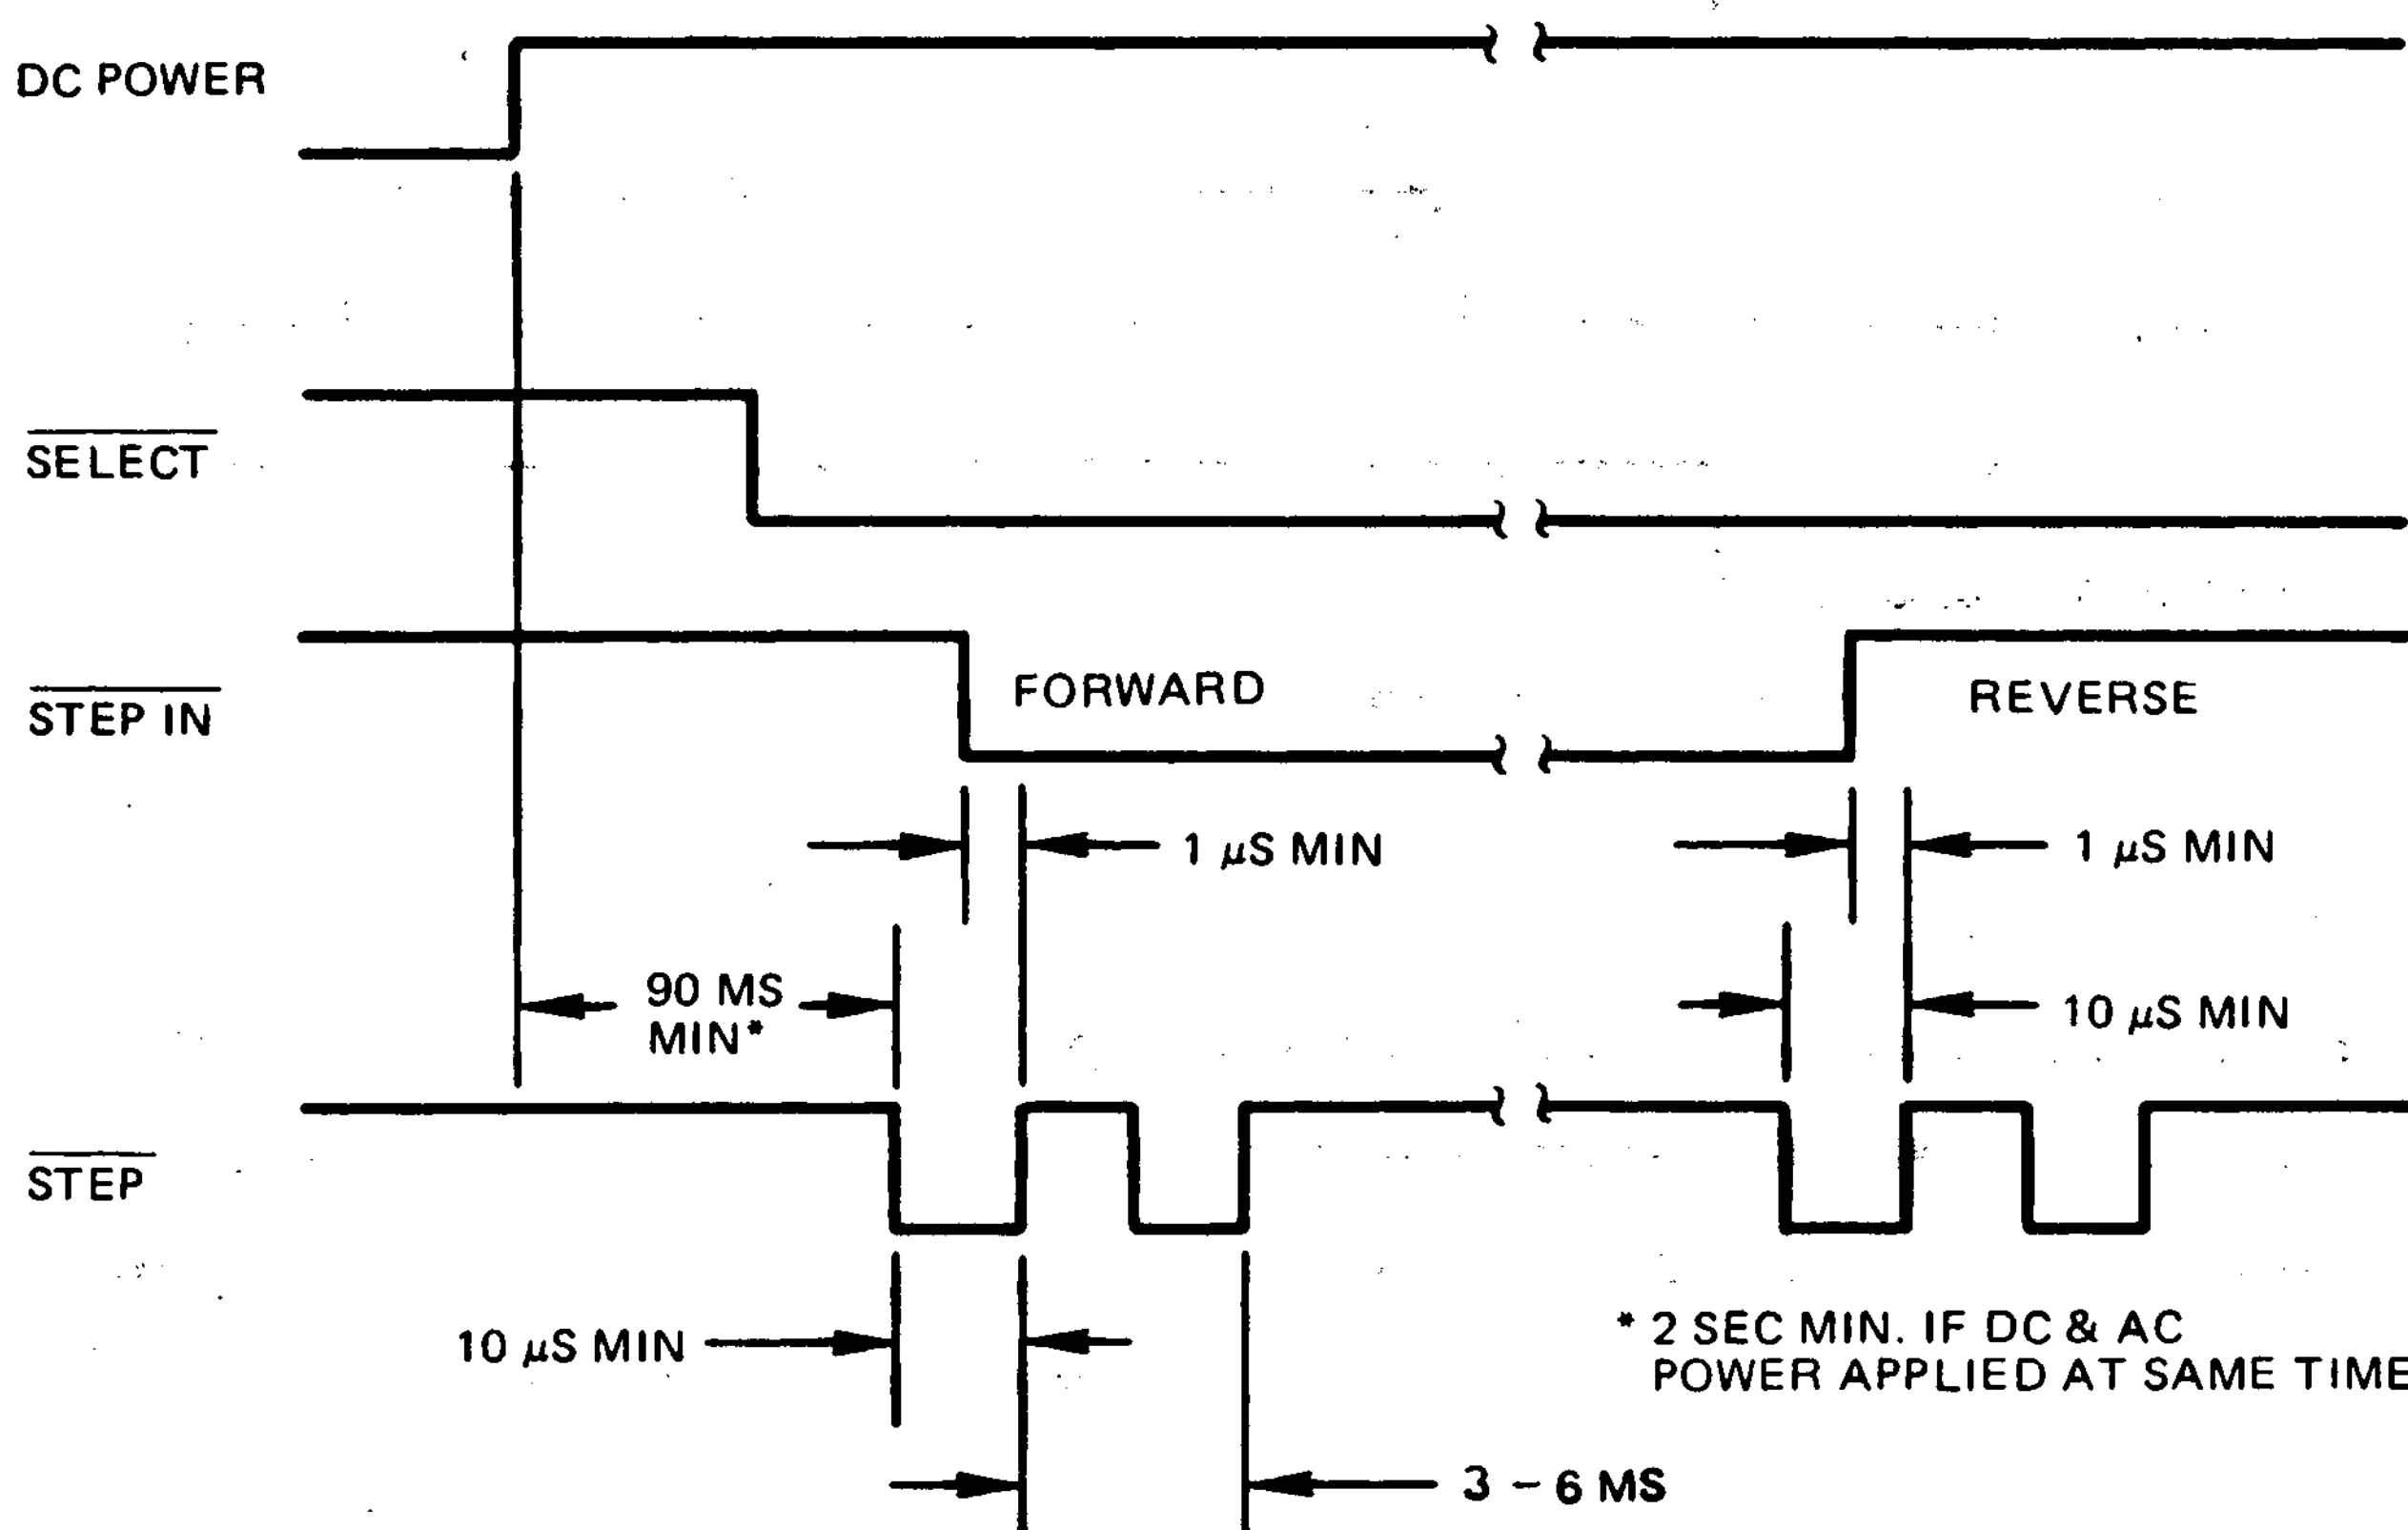 DC POWER
SELECT
STEP IN
FORWARD
REVERSE
1 µS MIN
1 µS MIN
90 MS
MIN*
10 µS MIN
STEP
10 µS MIN
* 2 SEC MIN. IF DC & AC
POWER APPLIED AT SAME TIME
3 – 6 MS